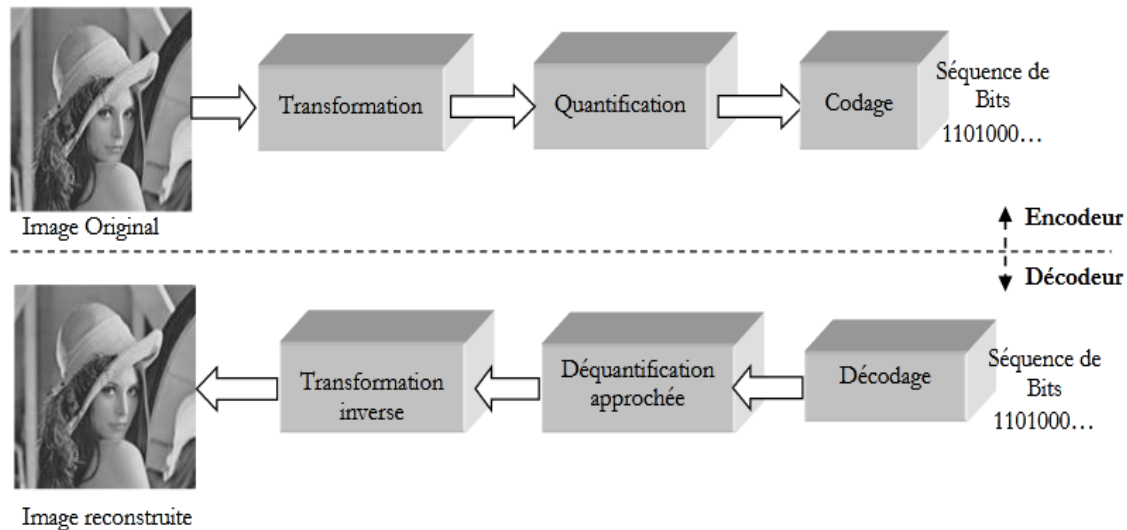 Transformation
Quantification
Codage
Séquence de
Bits
1101000…
Image Original
Encodeur
Décodeur
Transformation
inverse
Déquantification
approchée
Décodage
Séquence de
Bits
1101000…
Image reconstruite